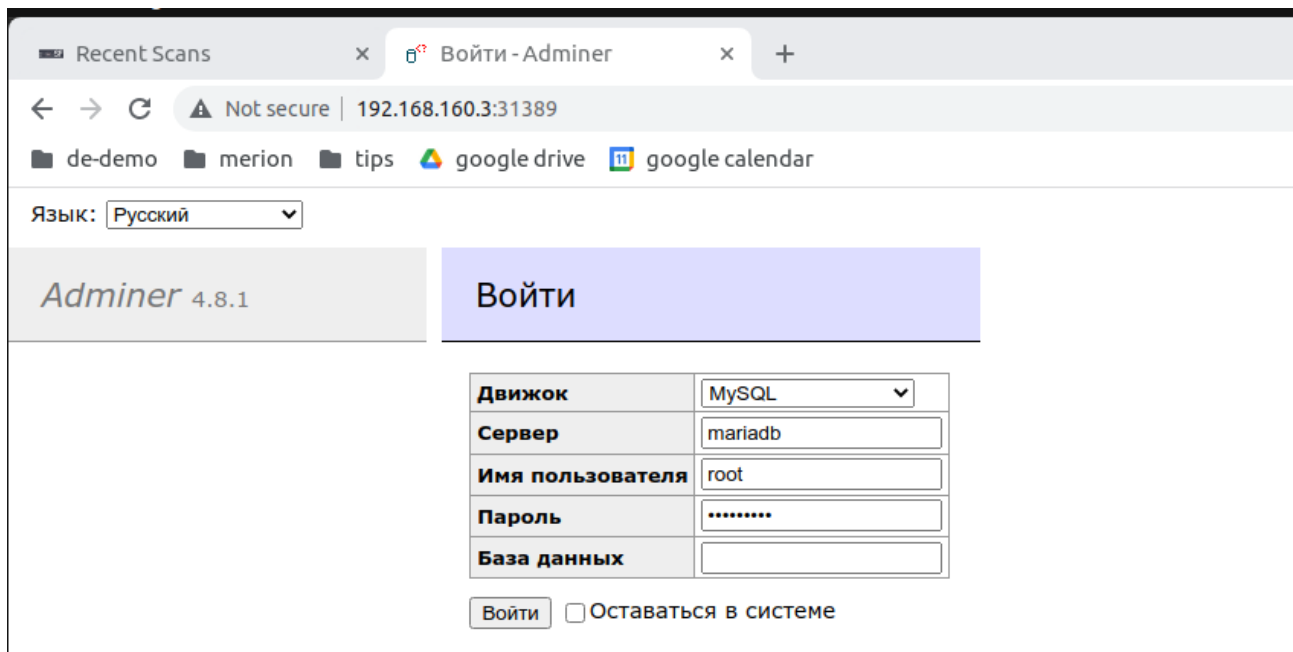 Recent Scans
Войти - Adminer
Not secure | 192.168.160.3:31389
de-demo merion tips google drive 11 google calendar
Язык: Русский
Adminer 4.8.1
Войти
Движок MySQL
Сервер mariadb
Имя пользователя root
Пароль •••••••••
База данных
Войти Оставаться в системе